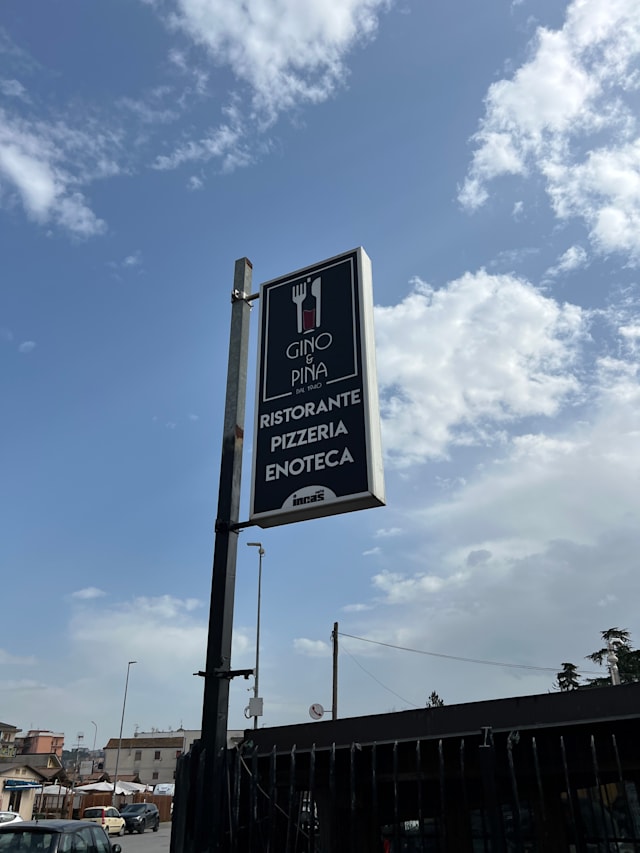 GINO
&
PINA
DAL 1940
RISTORANTE
PIZZERIA
ENOTECA
incas